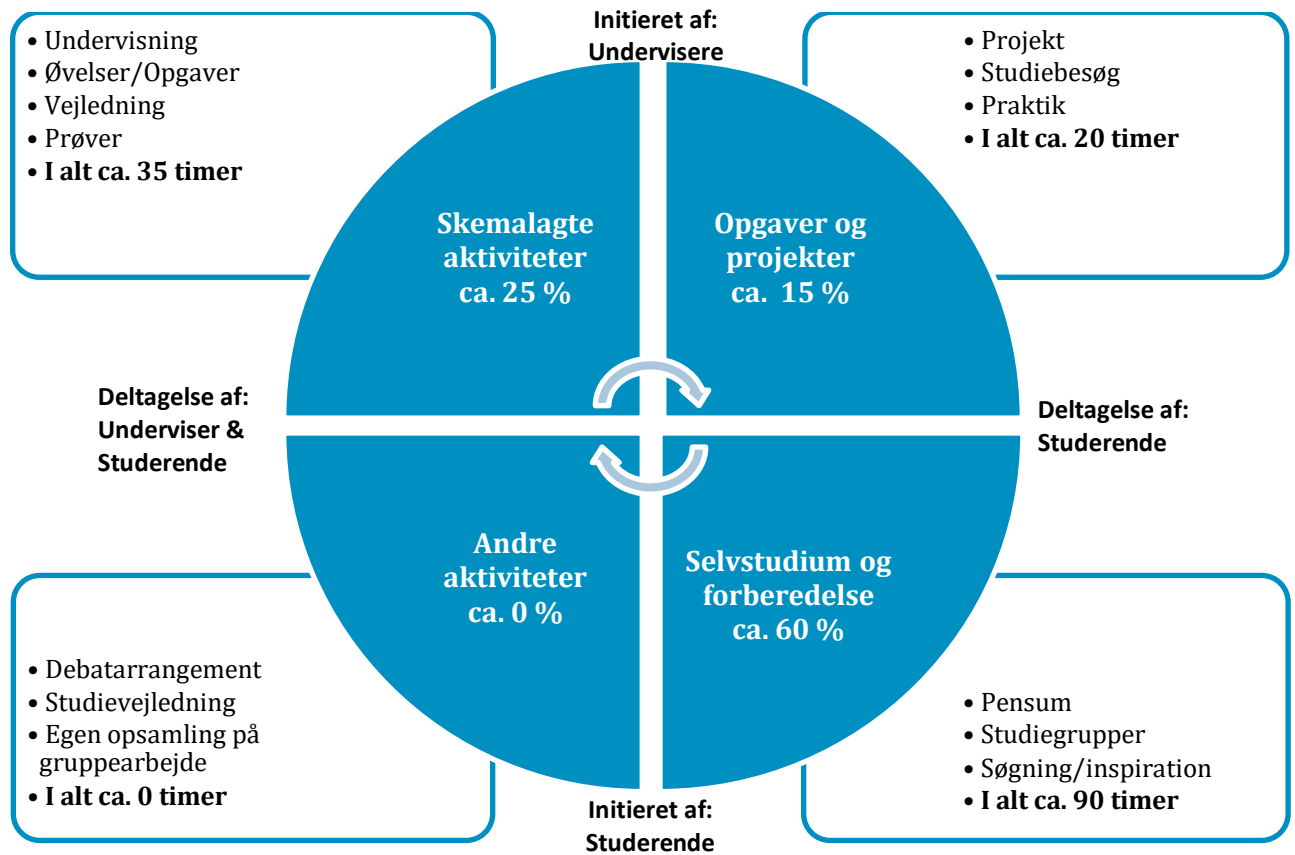 Initieret af:
Undervisere
• Undervisning
• Øvelser/Opgaver
• Vejledning
• Prøver
• I alt ca. 35 timer
• Projekt
• Studiebesøg
• Praktik
• I alt ca. 20 timer
Skemalagte
aktiviteter
ca. 25 %
Opgaver og
projekter
ca. 15 %
Deltagelse af:
Underviser &
Studerende
Deltagelse af:
Studerende
Andre
aktiviteter
ca. 0 %
Selvstudium og
forberedelse
ca. 60 %
• Debatarrangement
• Studievejledning
• Egen opsamling på
gruppearbejde
• I alt ca. 0 timer
• Pensum
• Studiegrupper
• Søgning/inspiration
• I alt ca. 90 timer
Initieret af:
Studerende